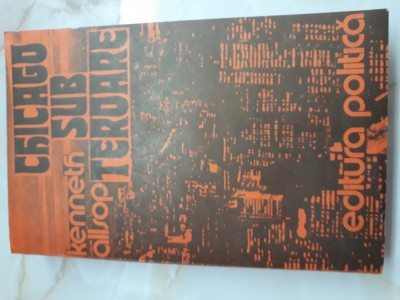 CHICAGO
SUB
TEROARE
kenneth
allsop
editura politică